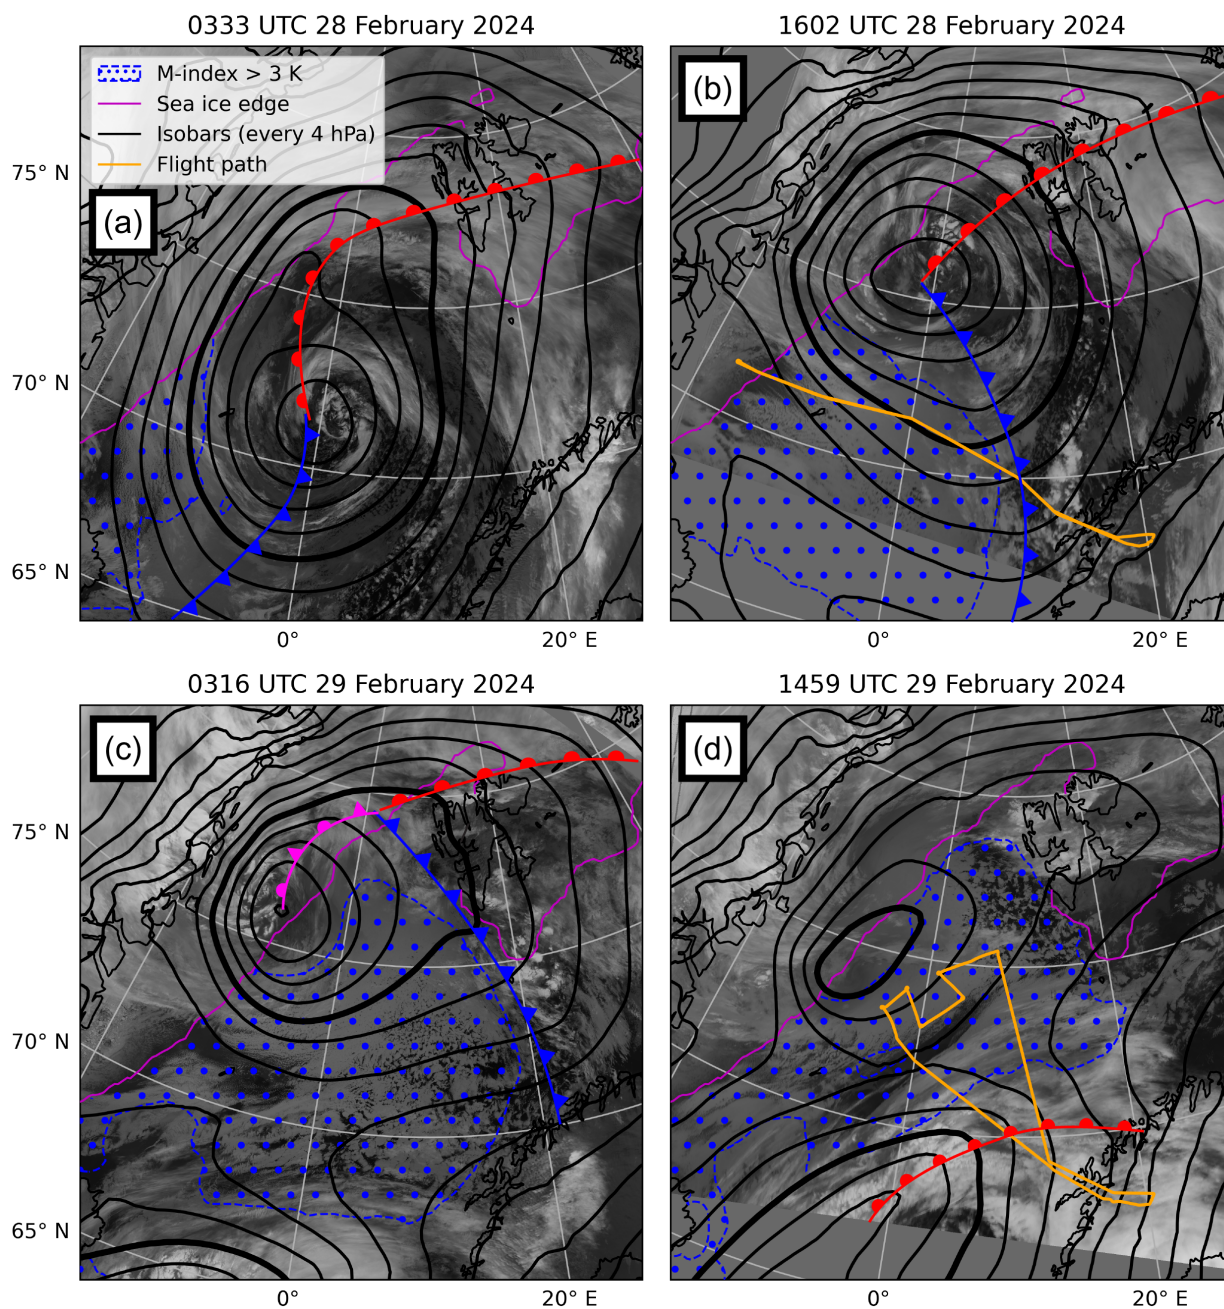 0333 UTC 28 February 2024
1602 UTC 28 February 2024
M-index > 3 K
Sea ice edge
Isobars (every 4 hPa)
Flight path
(a)
(b)
75° N
70° N
65° N
0°
20° E
0°
20° E
0316 UTC 29 February 2024
1459 UTC 29 February 2024
(c)
(d)
75° N
70° N
65° N
0°
20° E
0°
20° E